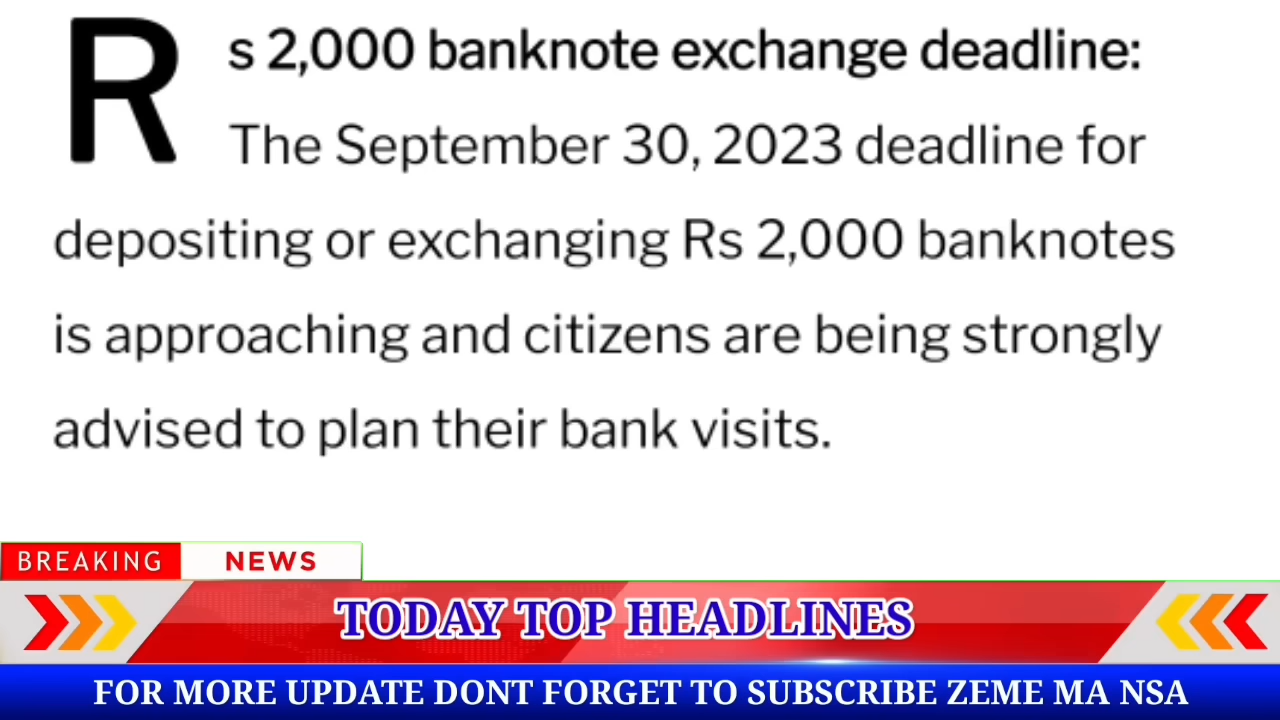 Rs 2,000 banknote exchange deadline:
The September 30, 2023 deadline for
depositing or exchanging Rs 2,000 banknotes
is approaching and citizens are being strongly
advised to plan their bank visits.
BREAKING NEWS
TODAY TOP HEADLINES
FOR MORE UPDATE DONT FORGET TO SUBSCRIBE ZEME MA NSA